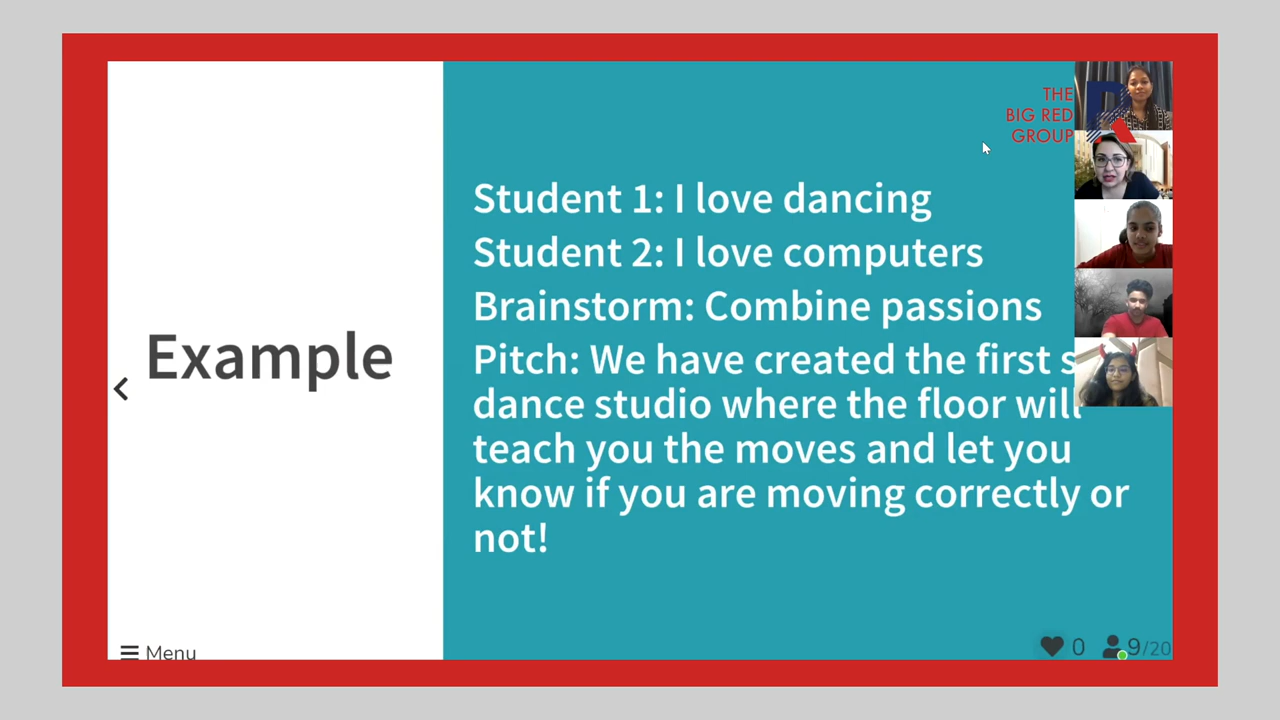 THE
BIG RED
GROUP
Student 1: I love dancing
Student 2: I love computers
Brainstorm: Combine passions
Example
Pitch: We have created the first
dance studio where the floor will
teach you the moves and let you
know if you are moving correctly or
not!
Menu
0
9/20